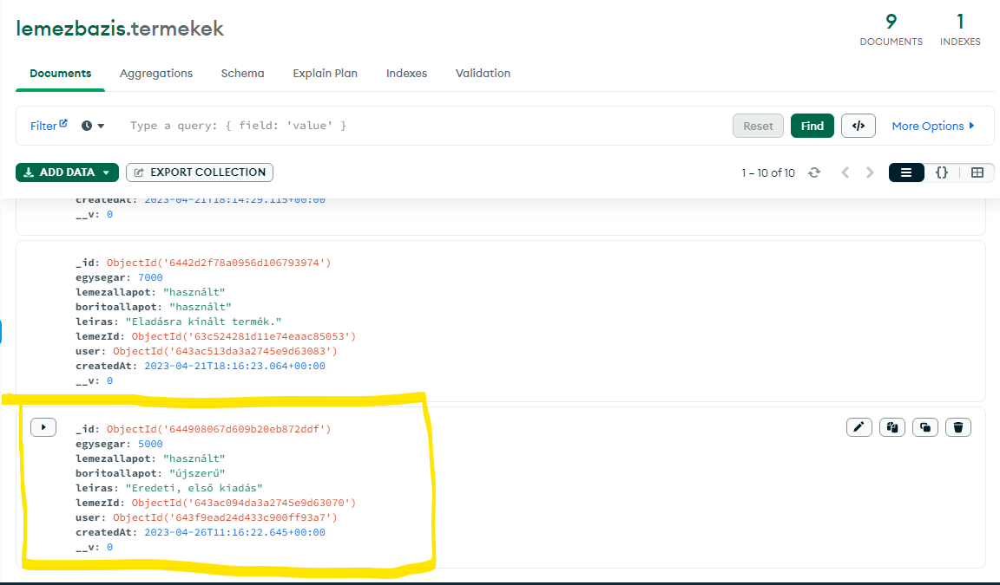 lemezbazis.termekek
9
DOCUMENTS
1
INDEXES
Documents Aggregations Schema Explain Plan Indexes Validation
Filter Type a query: { field: 'value' } Reset Find </> More Options
ADD DATA EXPORT COLLECTION 1 – 10 of 10 {}
createdAt: 2023-04-21T18:14:29.115+00:00
__v: 0
_id: ObjectId('6442d2f78a0956d106793974')
egysegar: 7000
lemezallapot: "használt"
boritoallapot: "használt"
leiras: "Eladásra kínált termék."
lemezId: ObjectId('63c524281d11e74eaac85053')
user: ObjectId('643ac513da3a2745e9d63083')
createdAt: 2023-04-21T18:16:23.064+00:00
__v: 0
_id: ObjectId('644908067d609b20eb872ddf')
egysegar: 5000
lemezallapot: "használt"
boritoallapot: "újszerű"
leiras: "Eredeti, első kiadás"
lemezId: ObjectId('643ac094da3a2745e9d63070')
user: ObjectId('643f9ead24d433c900ff93a7')
createdAt: 2023-04-26T11:16:22.645+00:00
__v: 0